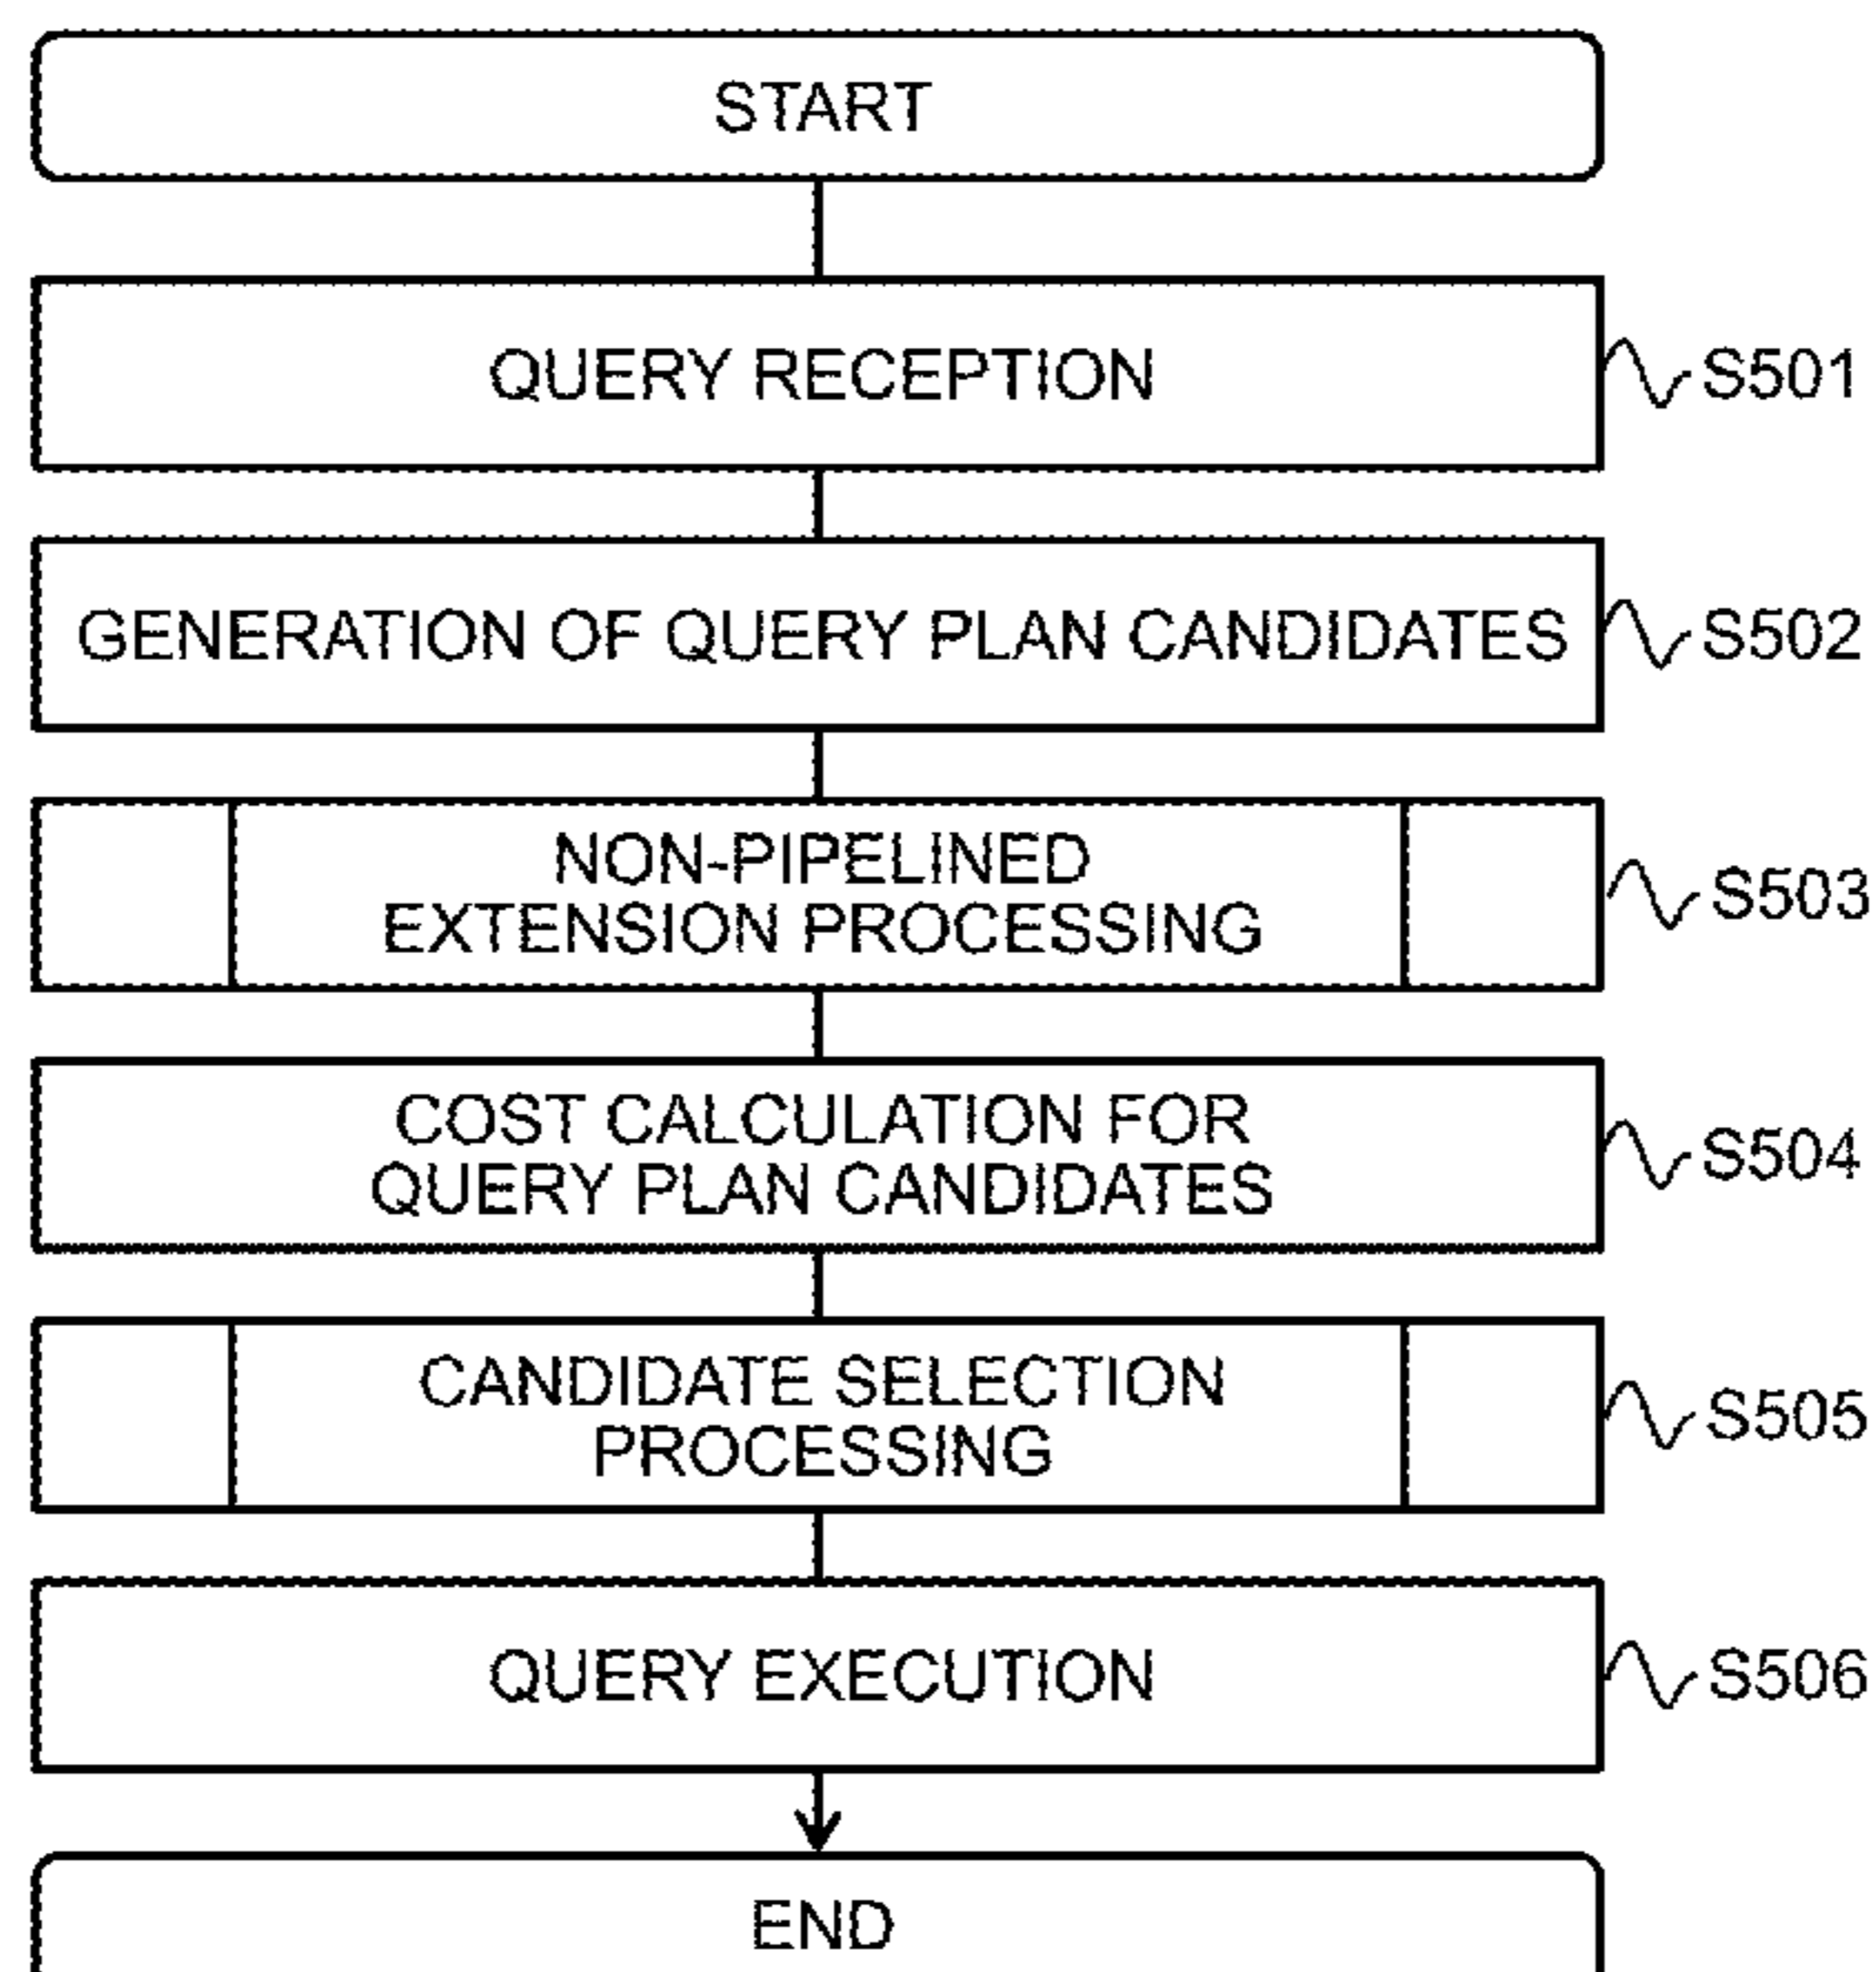 START
QUERY RECEPTION
S501
GENERATION OF QUERY PLAN CANDIDATES
S502
NON-PIPELINED
EXTENSION PROCESSING
S503
COST CALCULATION FOR
QUERY PLAN CANDIDATES
S504
CANDIDATE SELECTION
PROCESSING
S505
QUERY EXECUTION
S506
END